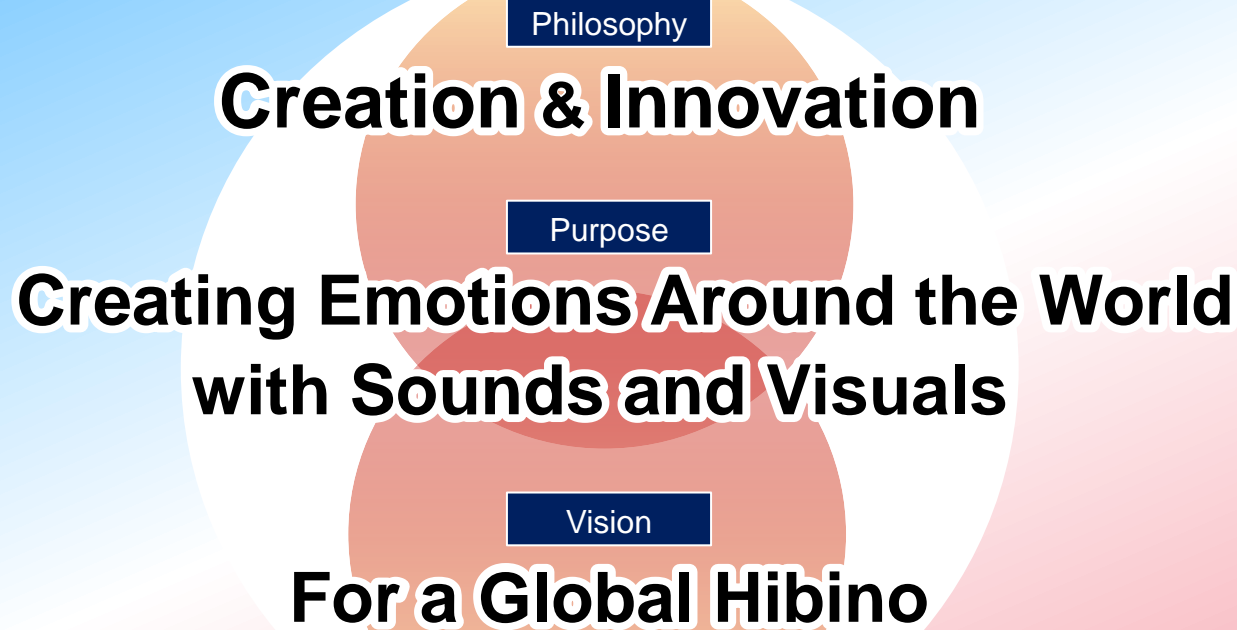 Philosophy
Creation & Innovation
Purpose
Creating Emotions Around the World
with Sounds and Visuals
Vision
For a Global Hibino